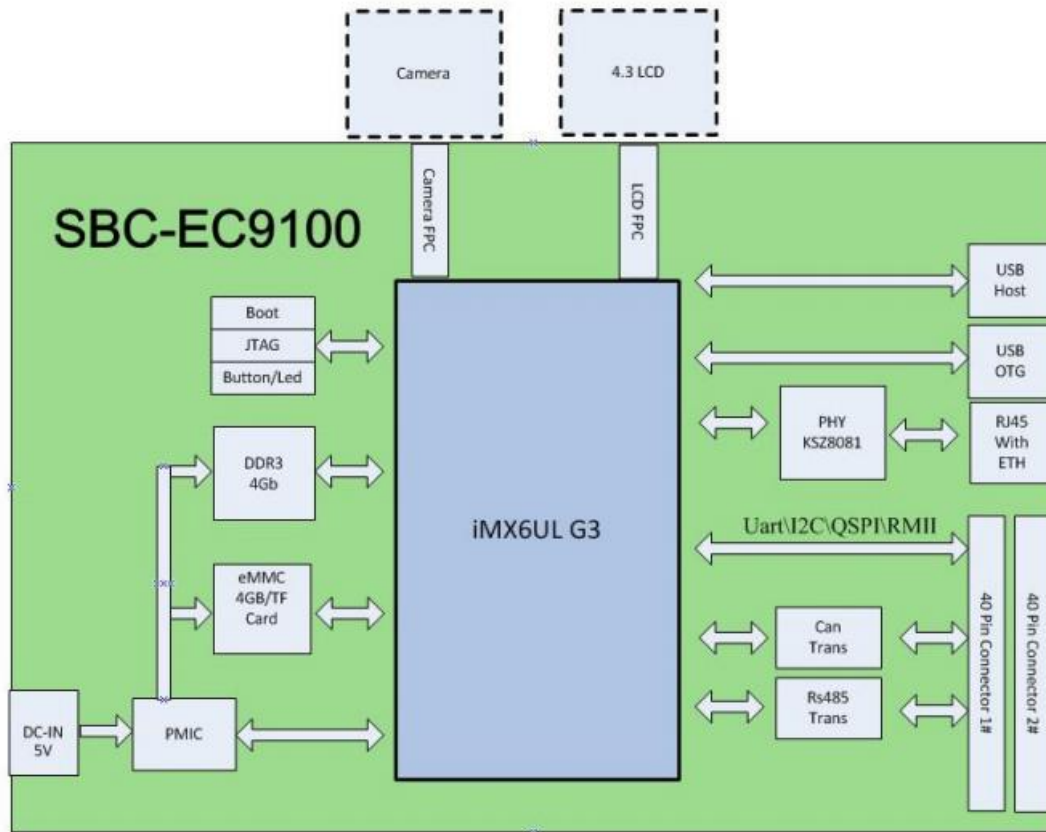 Camera
4.3 LCD
Camera FPC
LCD FPC
SBC-EC9100
USB
Host
Boot
JTAG
Button/Led
USB
OTG
PHY
KSZ8081
RJ45
With
ETH
DDR3
4Gb
iMX6UL G3
Uart\I2C\QSPI\RMII
eMMC
4GB/TF
Card
Can
Trans
Rs485
Trans
40 Pin Connector 1#
40 Pin Connector 2#
DC-IN
5V
PMIC